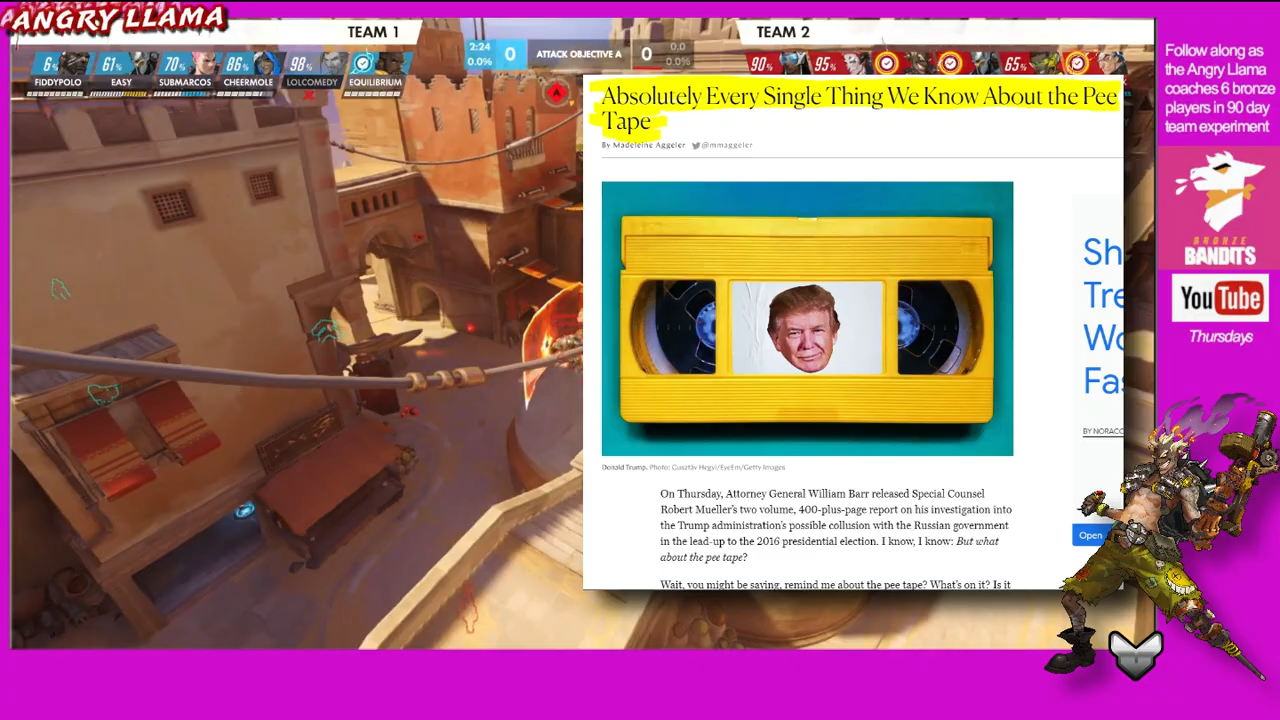 ANGRY LLAMA
TEAM 1
2:24
0.0%
0
ATTACK OBJECTIVE A
0
0.0
0.0%
TEAM 2
6%
61%
70%
86%
98%
90%
95%
65%
FIDDYPOLO
EASY
SUBMARCOS
CHEERMOLE
LOLCOMEDY
EQUILIBRIUM
A
Absolutely Every Single Thing We Know About the Pee
Tape
By Madeleine Aggeler
@mmaggeler
Donald Trump. Photo: Gusztáv Hegyi/EyeEm/Getty Images
On Thursday, Attorney General William Barr released Special Counsel
Robert Mueller's two volume, 400-plus-page report on his investigation into
the Trump administration's possible collusion with the Russian government
in the lead-up to the 2016 presidential election. I know, I know: But what
about the pee tape?
Wait, you might be saying, remind me about the pee tape? What's on it? Is it
Sh
Tre
Wo
Fas
BY NORACO
Open
Follow along as
the Angry Llama
coaches 6 bronze
players in 90 day
team experiment
BRONZE
BANDITS
YouTube
Thursdays